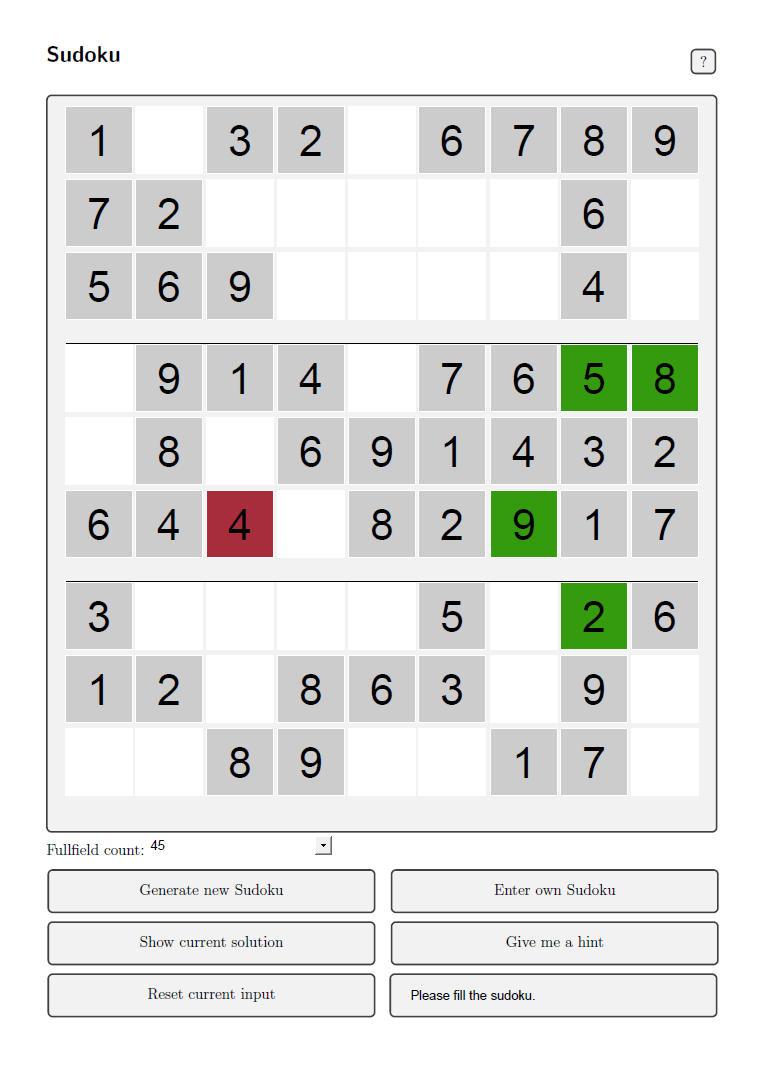 Sudoku
?
1 3 2 6 7 8 9
7 2 6
5 6 9 4
9 1 4 7 6 5 8
8 6 9 1 4 3 2
6 4 4 8 2 9 1 7
3 5 2 6
1 2 8 6 3 9
8 9 1 7
Fullfield count: 45
Generate new Sudoku Enter own Sudoku
Show current solution Give me a hint
Reset current input Please fill the sudoku.